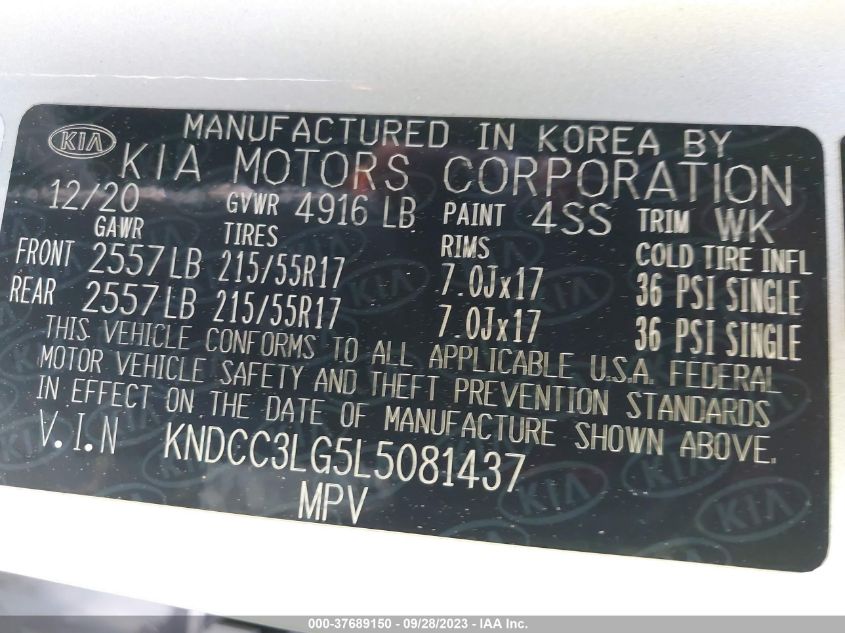 KIA MANUFACTURED IN KOREA BY
KIA MOTORS CORPORATION
12/20 GVWR 4916 LB PAINT 4SS TRIM WK
GAWR TIRES RIMS COLD TIRE INFL
FRONT 2557LB 215/55R17 7.0Jx17 36 PSI SINGLE
REAR 2557LB 215/55R17 7.0Jx17 36 PSI SINGLE
THIS VEHICLE CONFORMS TO ALL APPLICABLE U.S.A. FEDERAL
MOTOR VEHICLE SAFETY AND THEFT PREVENTION STANDARDS
IN EFFECT ON THE DATE OF MANUFACTURE SHOWN ABOVE.
V.I.N KNDCC3LG5L5081437
MPV
000-37689150 - 09/28/2023 - IAA Inc.